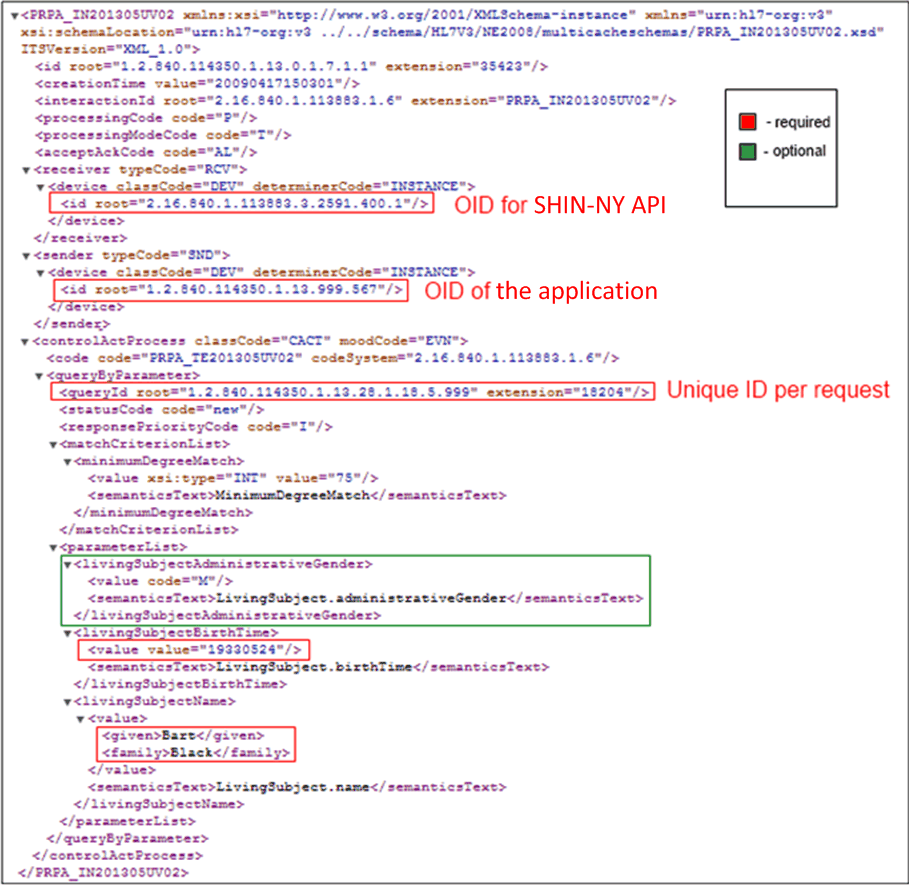 ▼<PRPA_IN201305UV02 xmlns:xsi="http://www.w3.org/2001/XMLSchema-instance" xmlns="urn:hl7-org:v3"
xsi:schemaLocation="urn:hl7-org:v3 ../../schema/HL7V3/NE2008/multicacheschemas/PRPA_IN201305UV02.xsd"
ITSVersion="XML_1.0">
<id root="1.2.840.114350.1.13.0.1.7.1.1" extension="35423"/>
<creationTime value="20090417150301"/>
<interactionId root="2.16.840.1.113883.1.6" extension="PRPA_IN201305UV02"/>
<processingCode code="P"/>
<processingModeCode code="T"/>
<acceptAckCode code="AL"/>
▼<receiver typeCode="RCV">
▼<device classCode="DEV" determinerCode="INSTANCE">
<id root="2.16.840.1.113883.3.2591.400.1"/> OID for SHIN-NY API
</device>
</receiver>
▼<sender typeCode="SND">
▼<device classCode="DEV" determinerCode="INSTANCE">
<id root="1.2.840.114350.1.13.999.567"/> OID of the application
</device>
</sender>
▼<controlActProcess classCode="CACT" moodCode="EVN">
<code code="PRPA_TE201305UV02" codeSystem="2.16.840.1.113883.1.6"/>
▼<queryByParameter>
<queryId root="1.2.840.114350.1.13.28.1.18.5.999" extension="18204"/> Unique ID per request
<statusCode code="new"/>
<responsePriorityCode code="I"/>
▼<matchCriterionList>
▼<minimumDegreeMatch>
<value xsi:type="INT" value="75"/>
<semanticsText>MinimumDegreeMatch</semanticsText>
</minimumDegreeMatch>
</matchCriterionList>
▼<parameterList>
▼<livingSubjectAdministrativeGender>
<value code="M"/>
<semanticsText>LivingSubject.administrativeGender</semanticsText>
</livingSubjectAdministrativeGender>
▼<livingSubjectBirthTime>
<value value="19330524"/>
<semanticsText>LivingSubject.birthTime</semanticsText>
</livingSubjectBirthTime>
▼<livingSubjectName>
▼<value>
<given>Bart</given>
<family>Black</family>
</value>
<semanticsText>LivingSubject.name</semanticsText>
</livingSubjectName>
</parameterList>
</queryByParameter>
</controlActProcess>
</PRPA_IN201305UV02>
- required
- optional